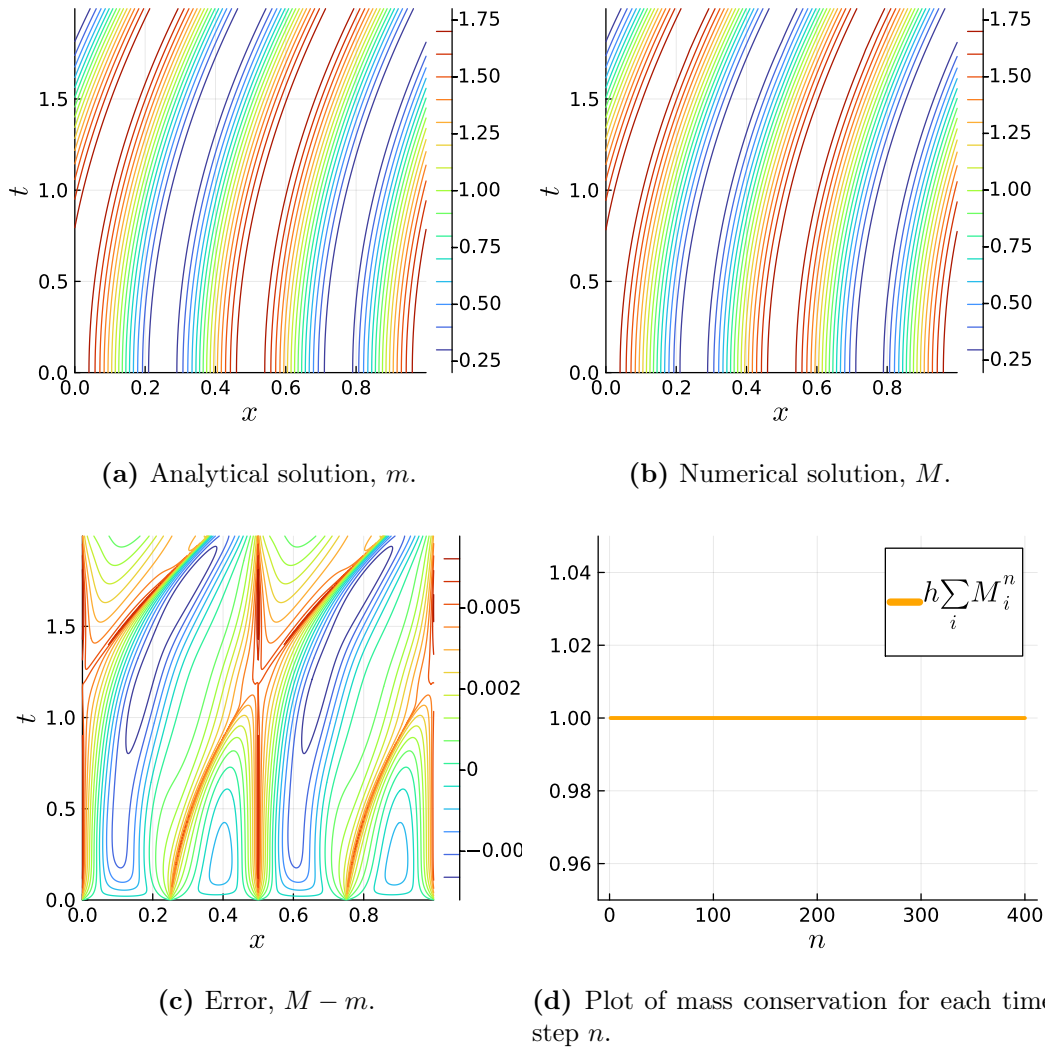 1.75
1.50
1.25
1.00
0.75
0.50
0.25
1.5
1.0
0.5
0.0
t
0.0 0.2 0.4 0.6 0.8
x
(a) Analytical solution, m.
1.75
1.50
1.25
1.00
0.75
0.50
0.25
1.5
1.0
0.5
0.0
t
0.0 0.2 0.4 0.6 0.8
x
(b) Numerical solution, M.
0.005
0.002
0
−0.00
1.5
1.0
0.5
0.0
t
0.0 0.2 0.4 0.6 0.8
x
(c) Error, M − m.
1.04
1.02
1.00
0.98
0.96
h∑M_i^n
i
0 100 200 300 400
n
(d) Plot of mass conservation for each time
step n.